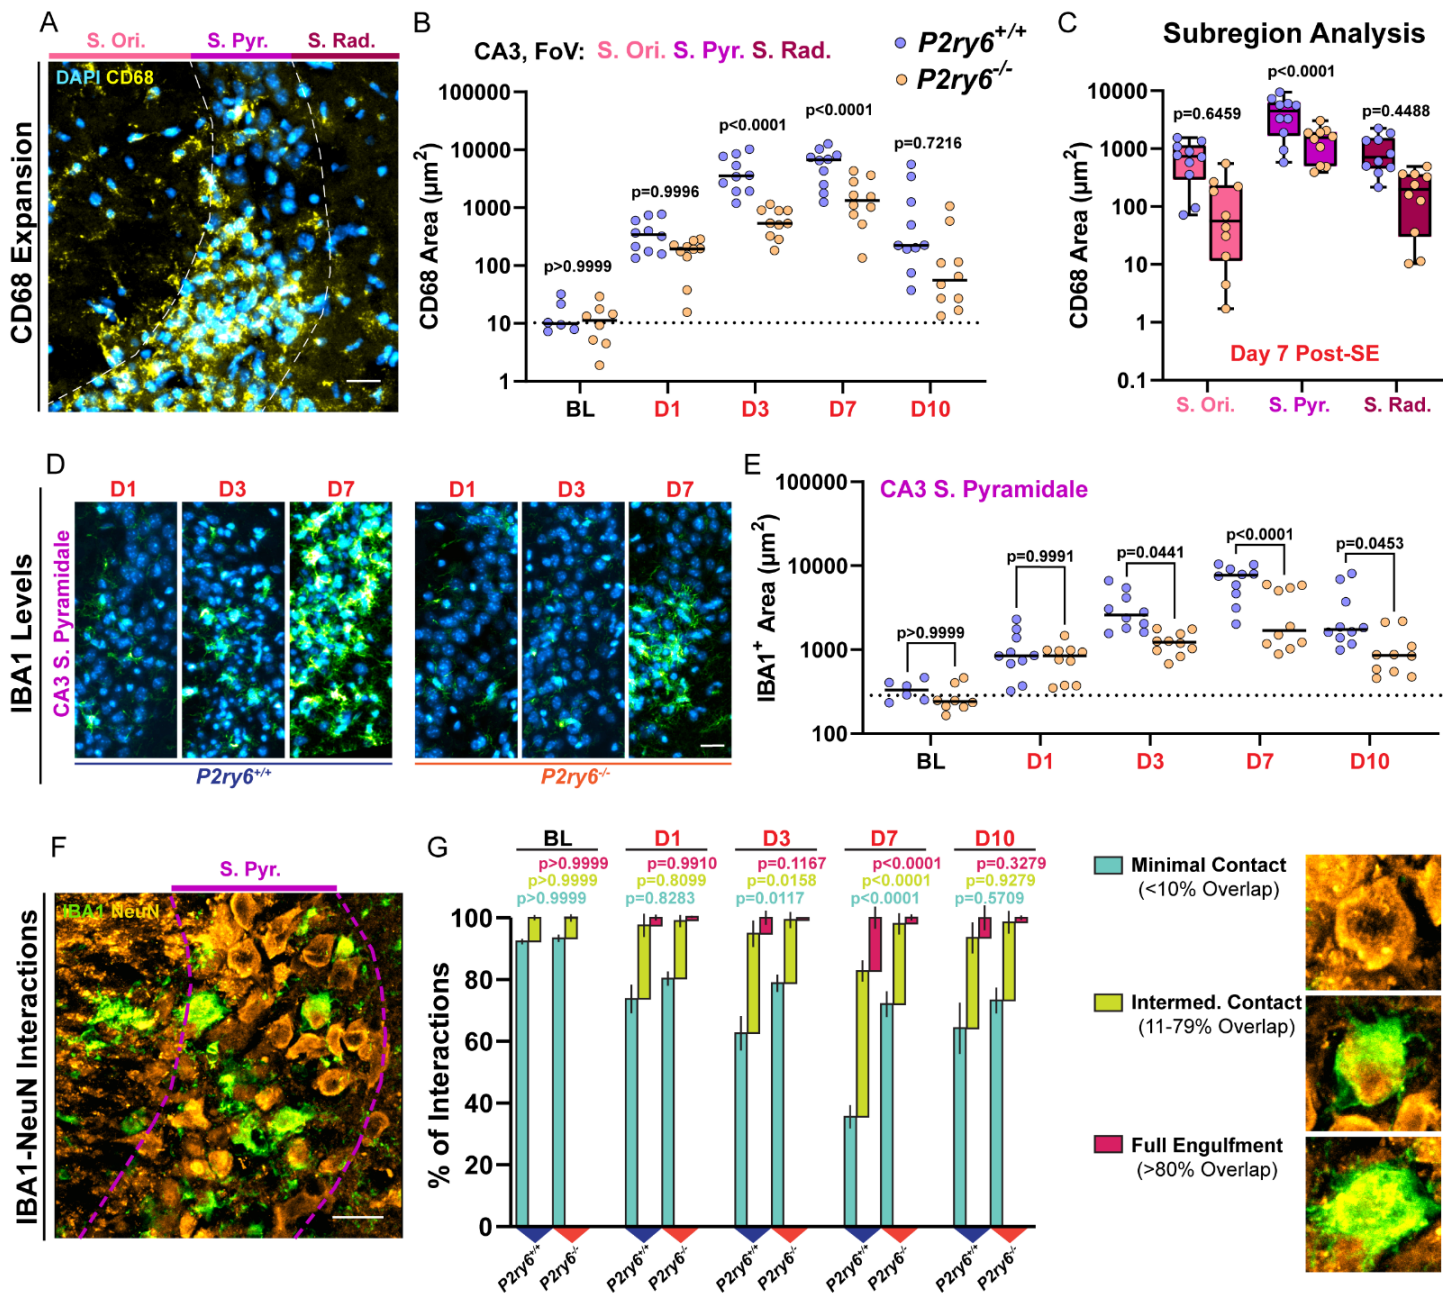 A
S. Ori. S. Pyr. S. Rad.
DAPI CD68
CD68 Expansion
B
CA3, FoV: S. Ori. S. Pyr. S. Rad.
P2ry6+/+
P2ry6-/-
CD68 Area (µm²)
100000
10000
1000
100
10
1
p>0.9999
p=0.9996
p<0.0001
p<0.0001
p=0.7216
BL D1 D3 D7 D10
C
Subregion Analysis
CD68 Area (µm²)
10000
1000
100
10
1
0.1
p=0.6459
p<0.0001
p=0.4488
Day 7 Post-SE
S. Ori. S. Pyr. S. Rad.
D
IBA1 Levels
CA3 S. Pyramidale
D1 D3 D7
D1 D3 D7
P2ry6+/+
P2ry6-/-
E
CA3 S. Pyramidale
IBA1+ Area (µm²)
100000
10000
1000
100
p>0.9999
p=0.9991
p=0.0441
p<0.0001
p=0.0453
BL D1 D3 D7 D10
F
S. Pyr.
IBA1 NeuN
IBA1-NeuN Interactions
G
BL D1 D3 D7 D10
p>0.9999 p=0.9910 p=0.1167 p<0.0001 p=0.3279
p>0.9999 p=0.8099 p=0.0158 p<0.0001 p=0.9279
p>0.9999 p=0.8283 p=0.0117 p<0.0001 p=0.5709
% of Interactions
100
80
60
40
20
0
P2ry6+/+ P2ry6-/- P2ry6+/+ P2ry6-/- P2ry6+/+ P2ry6-/- P2ry6+/+ P2ry6-/- P2ry6+/+ P2ry6-/-
Minimal Contact
(<10% Overlap)
Intermed. Contact
(11-79% Overlap)
Full Engulfment
(>80% Overlap)